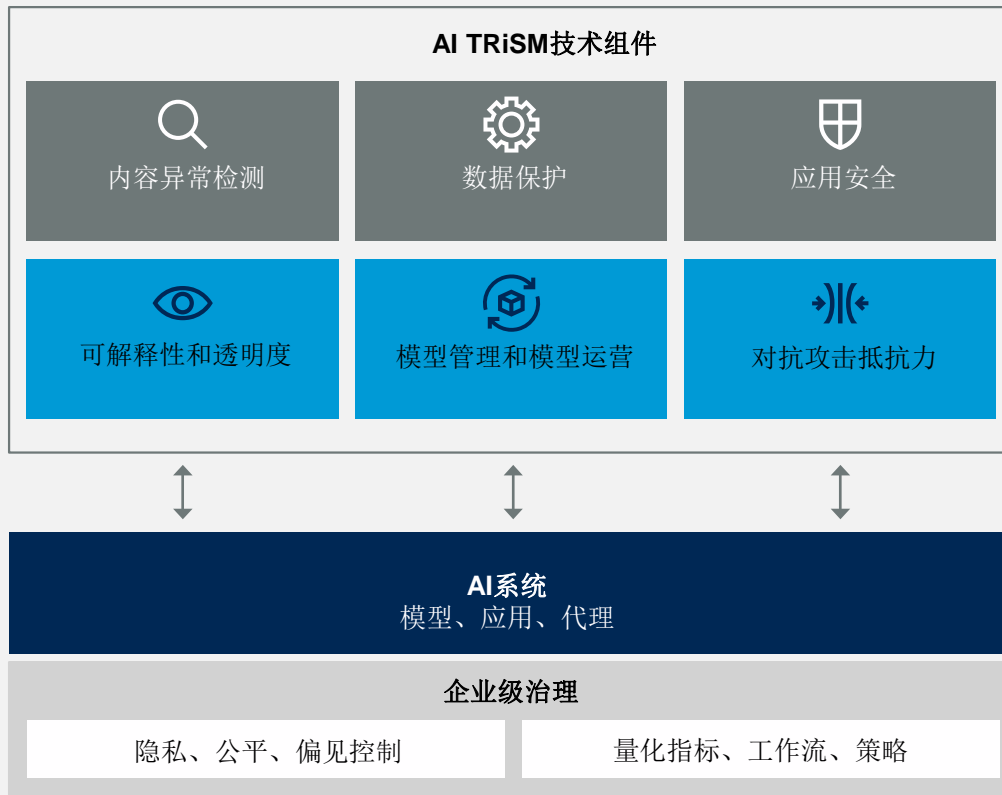 AI TRiSM技术组件
内容异常检测
数据保护
应用安全
可解释性和透明度
模型管理和模型运营
对抗攻击抵抗力
AI系统
模型、应用、代理
企业级治理
隐私、公平、偏见控制
量化指标、工作流、策略